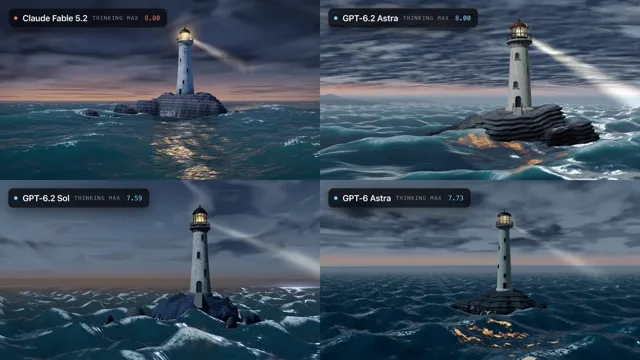 Claude Fable 5.2 THINKING MAX 8.00
GPT-6.2 Astra THINKING MAX 8.00
GPT-6.2 Sol THINKING MAX 7.59
GPT-6 Astra THINKING MAX 7.73